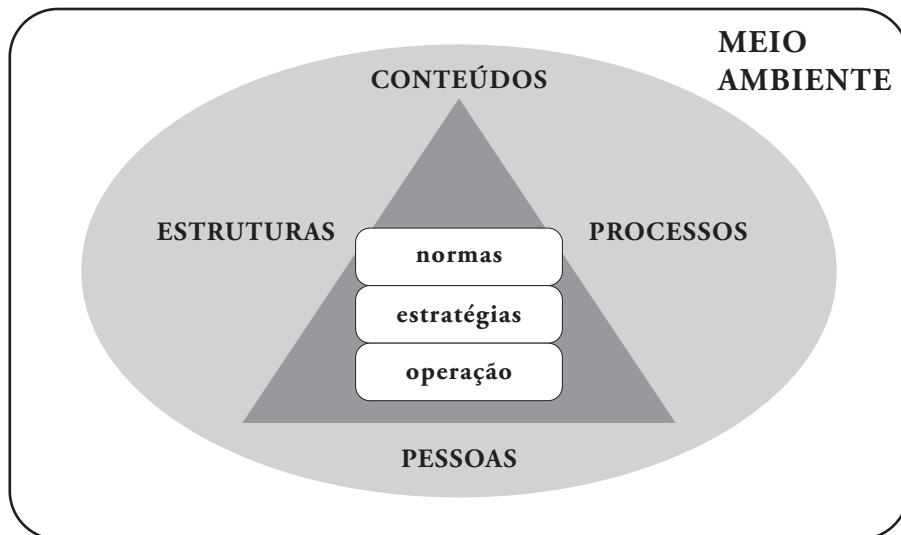 MEIO
AMBIENTE
CONTEÚDOS
ESTRUTURAS
PROCESSOS
normas
estratégias
operação
PESSOAS